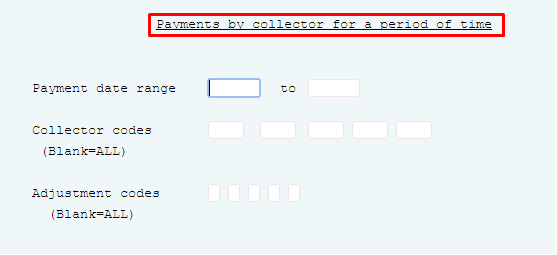 Payments by collector for a period of time
Payment date range to
Collector codes
(Blank=ALL)
Adjustment codes
(Blank=ALL)